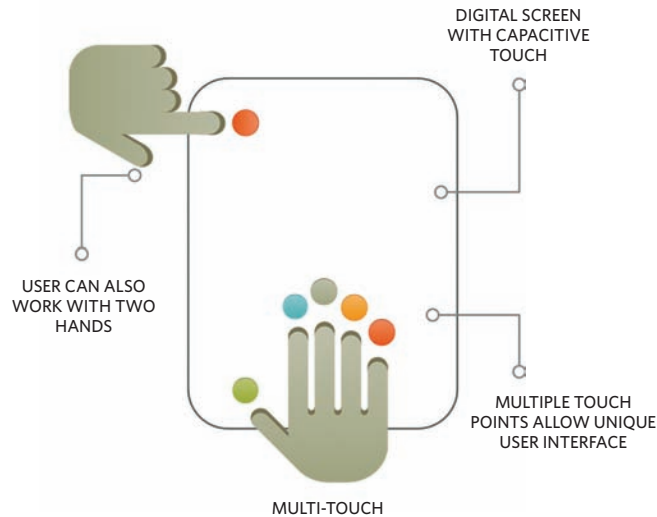 DIGITAL SCREEN
WITH CAPACITIVE
TOUCH
USER CAN ALSO
WORK WITH TWO
HANDS
MULTIPLE TOUCH
POINTS ALLOW UNIQUE
USER INTERFACE
MULTI-TOUCH